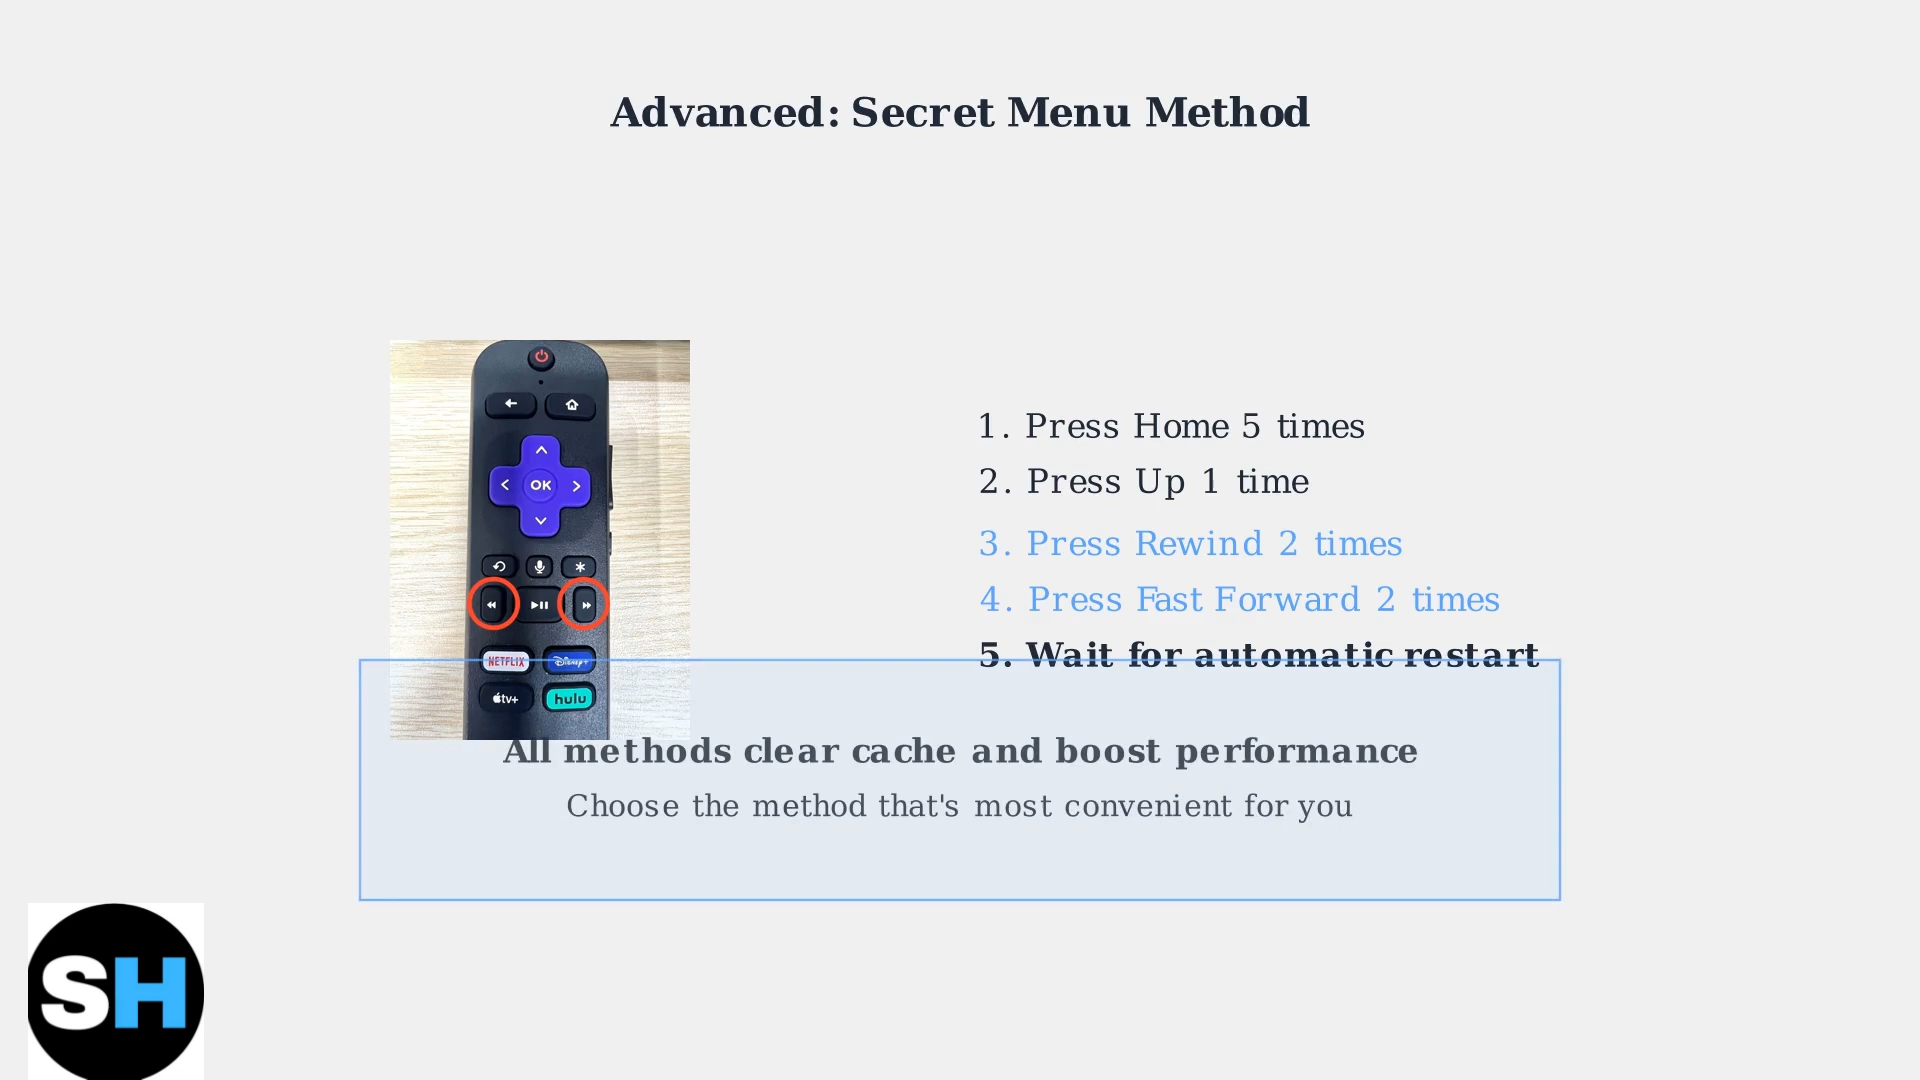 Advanced: Secret Menu Method
OK
NETFLIX
Disney+
tv+
hulu
1. Press Home 5 times
2. Press Up 1 time
3. Press Rewind 2 times
4. Press Fast Forward 2 times
5. Wait for automatic restart
All methods clear cache and boost performance
Choose the method that's most convenient for you
SH